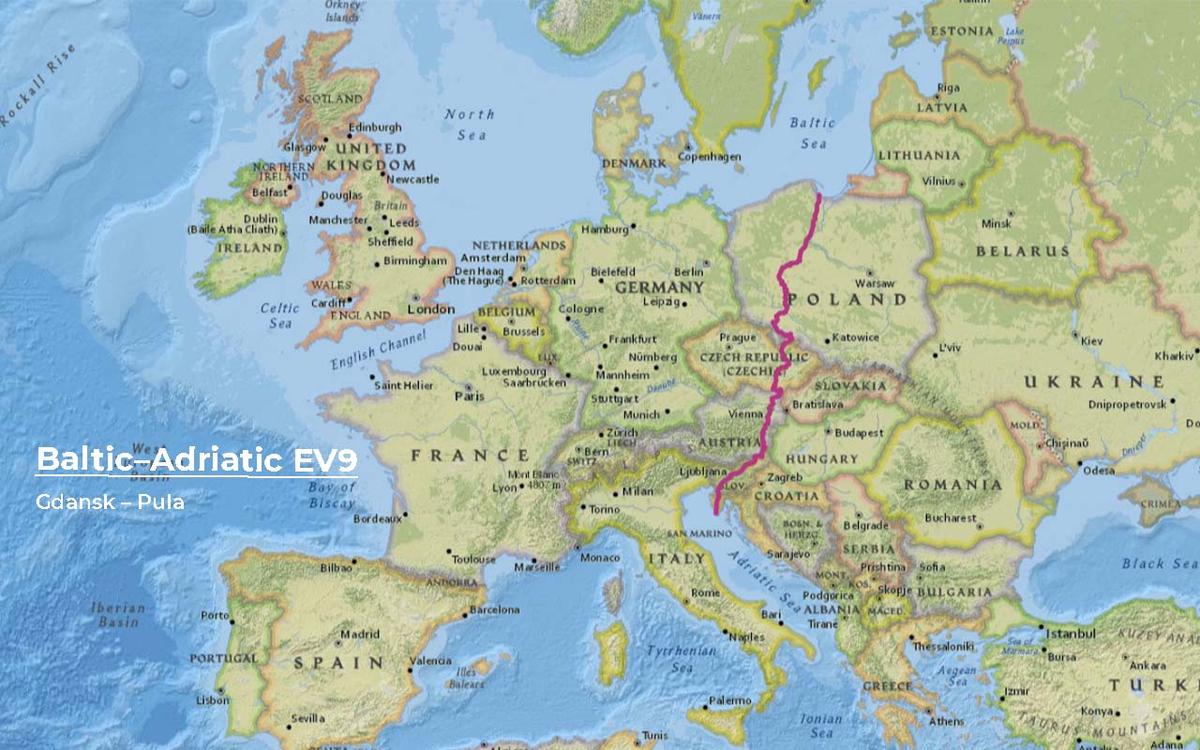 Baltic–Adriatic EV9
Gdansk – Pula
Rockall Rise
Orkney
Islands
SCOTLAND
Edinburgh
Glasgow
UNITED
KINGDOM
NORTHERN
IRELAND
Belfast
Newcastle
Douglas
Britain
Manchester
Leeds
Sheffield
Dublin
(Baile Atha Cliath)
IRELAND
Birmingham
WALES
Cardiff
ENGLAND
London
Celtic
Sea
English Channel
Saint Helier
North
Sea
NETHERLANDS
Amsterdam
Den Haag
(The Hague)
Rotterdam
BELGIUM
Lille
Brussels
Douai
LUX.
Luxembourg
Saarbrücken
Paris
FRANCE
West
Basin
Bay of
Biscay
Bordeaux
Lyon
Mont Blanc
4807 m
Toulouse
Marseille
Monaco
ANDORRA
Bilbao
Iberian
Basin
Porto
PORTUGAL
Lisbon
Madrid
SPAIN
Barcelona
Valencia
Illes
Balears
Sevilla
DENMARK
Copenhagen
Vänern
Baltic
Sea
Hamburg
Bielefeld
Berlin
GERMANY
Leipzig
Cologne
Frankfurt
Nürnberg
Mannheim
Stuttgart
Danube
Munich
Zürich
LIECH.
Bern
SWITZ.
Prague
CZECH REPUBLIC
(CZECHIA)
Vienna
AUSTRIA
POLAND
Warsaw
Katowice
SLOVAKIA
Bratislava
Budapest
HUNGARY
Ljubljana
SLOV.
Zagreb
CROATIA
Milan
Torino
SAN MARINO
ITALY
Rome
Adriatic Sea
Bari
Naples
Tyrrhenian
Sea
Palermo
Tunis
Ionian
Sea
BOSN. &
HERZG.
Sarajevo
Belgrade
SERBIA
MONT.
KOS.
Prishtina
Podgorica
Skopje
ALBANIA
MACED.
Tirane
Sofia
BULGARIA
GREECE
Thessaloniki
Aegean
Sea
Athens
ESTONIA
Lake
Peipus
Riga
LATVIA
LITHUANIA
Vilnius
Minsk
BELARUS
L'viv
Kiev
Kharkiv
UKRAINE
Dnipropetrovsk
Dnieper
MOLD.
Chişinău
Odesa
CRIMEA
ROMANIA
Bucharest
Black Sea
Istanbul
Sea of
Marmara
Bursa
Ankara
Izmir
Konya
TAURUS MOUNTAINS
Adana